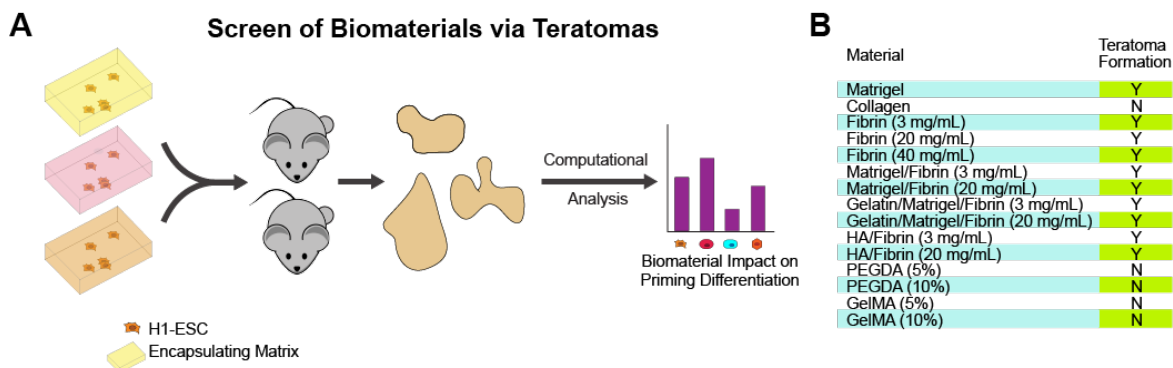 A
Screen of Biomaterials via Teratomas
H1-ESC
Encapsulating Matrix
Computational
Analysis
Biomaterial Impact on
Priming Differentiation
B
Material
Teratoma
Formation
Matrigel Y
Collagen N
Fibrin (3 mg/mL) Y
Fibrin (20 mg/mL) Y
Fibrin (40 mg/mL) Y
Matrigel/Fibrin (3 mg/mL) Y
Matrigel/Fibrin (20 mg/mL) Y
Gelatin/Matrigel/Fibrin (3 mg/mL) Y
Gelatin/Matrigel/Fibrin (20 mg/mL) Y
HA/Fibrin (3 mg/mL) Y
HA/Fibrin (20 mg/mL) Y
PEGDA (5%) N
PEGDA (10%) N
GelMA (5%) N
GelMA (10%) N